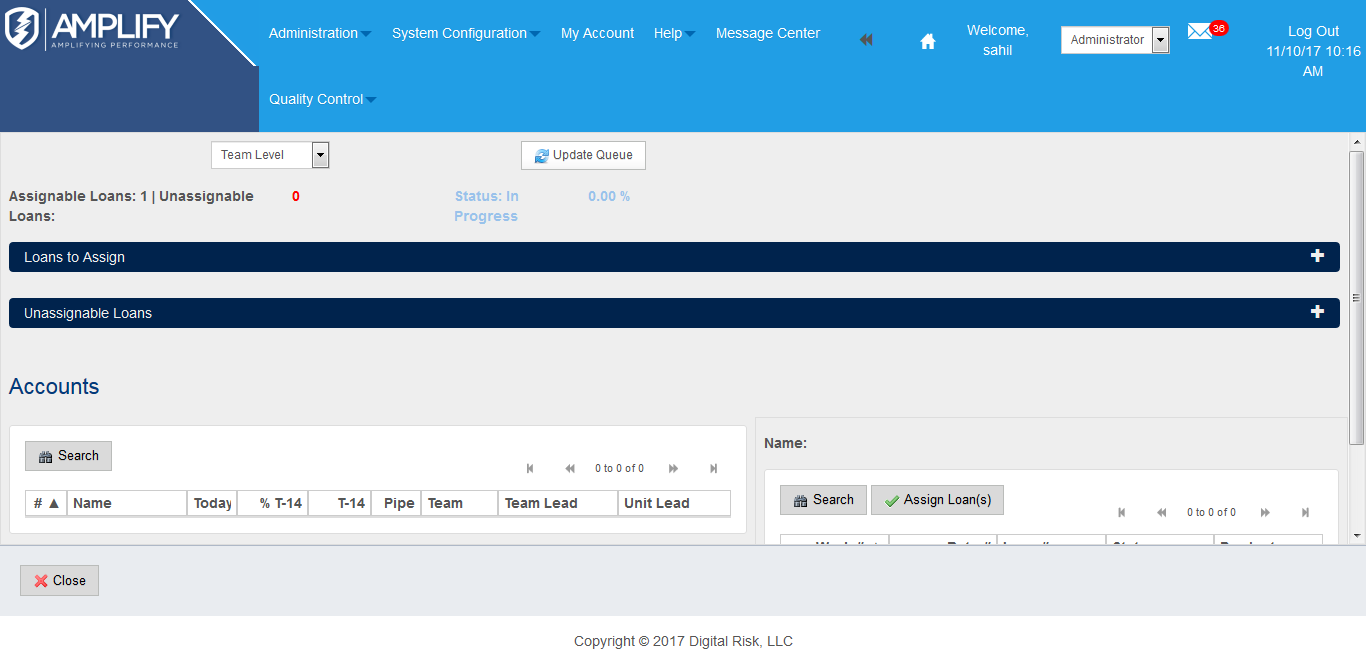 AMPLIFY
AMPLIFYING PERFORMANCE
Administration
System Configuration
My Account
Help
Message Center
Welcome,
sahil
Administrator
36
Log Out
11/10/17 10:16
AM
Quality Control
Team Level
Update Queue
Assignable Loans: 1 | Unassignable
Loans:
0
Status: In
Progress
0.00 %
Loans to Assign
Unassignable Loans
Accounts
Search
0 to 0 of 0
# ▲ Name Today % T-14 T-14 Pipe Team Team Lead Unit Lead
Name:
Search
Assign Loan(s)
0 to 0 of 0
Close
Copyright © 2017 Digital Risk, LLC